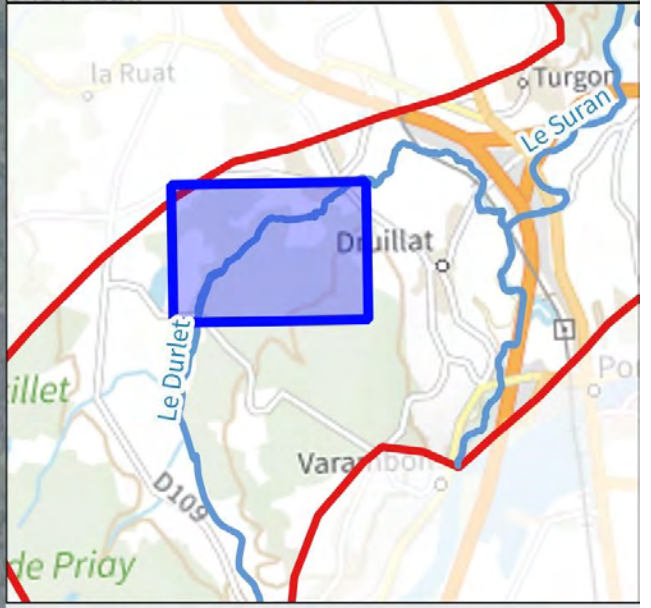 la Ruat
Turgon
Le Suran
Druillat
Le Durlet
illet
Po
Varambon
D109
de Priay